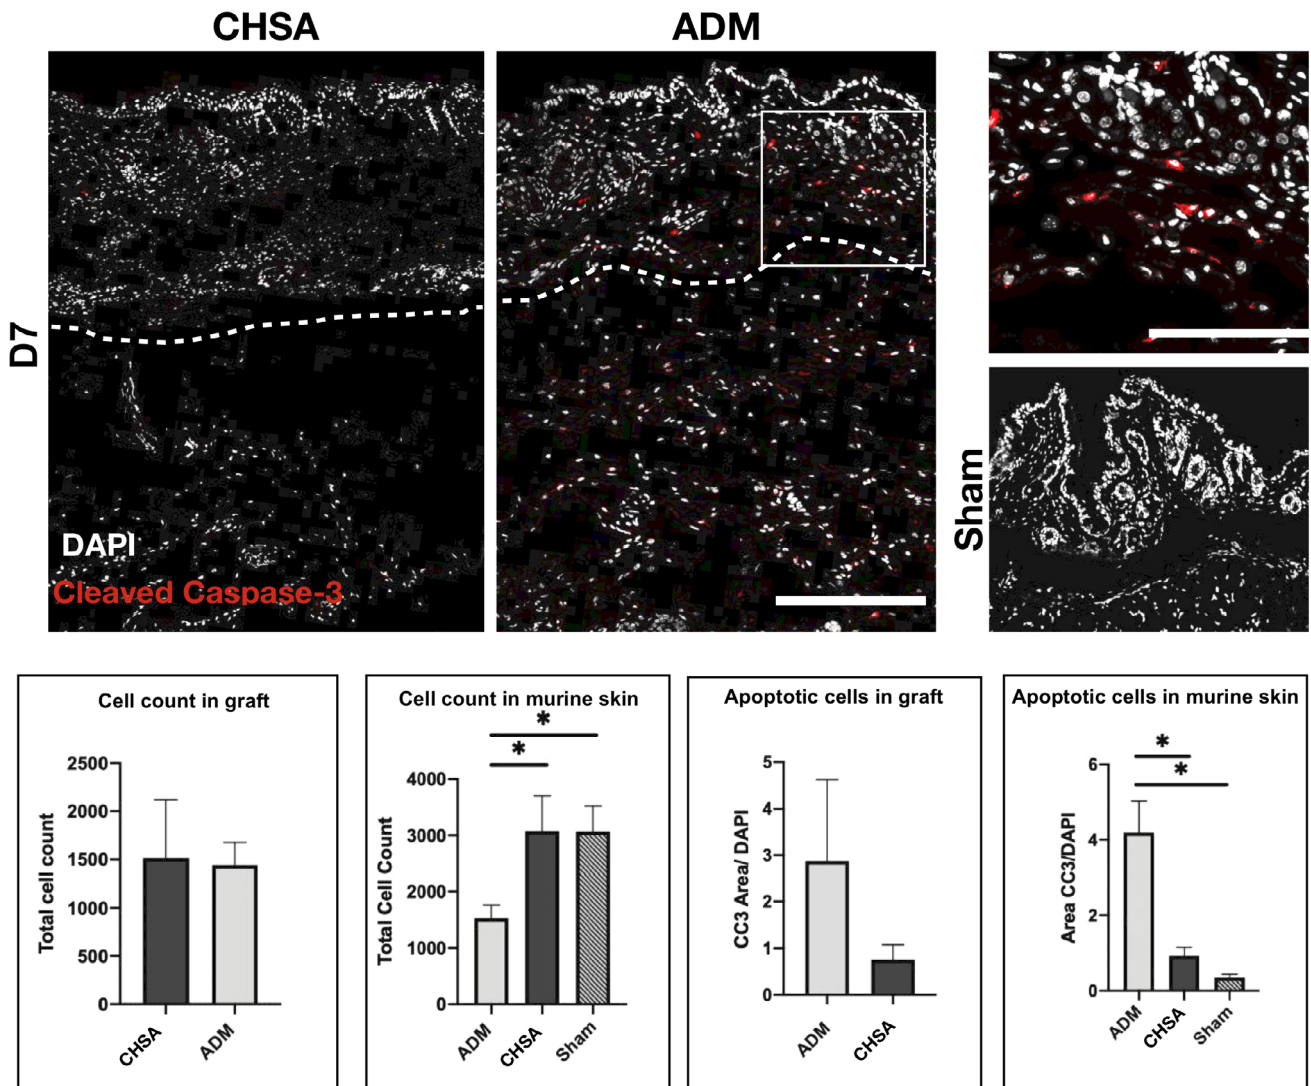 CHSA
ADM
D7
DAPI
Cleaved Caspase-3
Sham
Cell count in graft
Total cell count
2500
2000
1500
1000
500
0
CHSA
ADM
Cell count in murine skin
*
*
Total Cell Count
4000
3000
2000
1000
0
ADM
CHSA
Sham
Apoptotic cells in graft
CC3 Area/ DAPI
5
4
3
2
1
0
ADM
CHSA
Apoptotic cells in murine skin
*
*
Area CC3/DAPI
6
4
2
0
ADM
CHSA
Sham